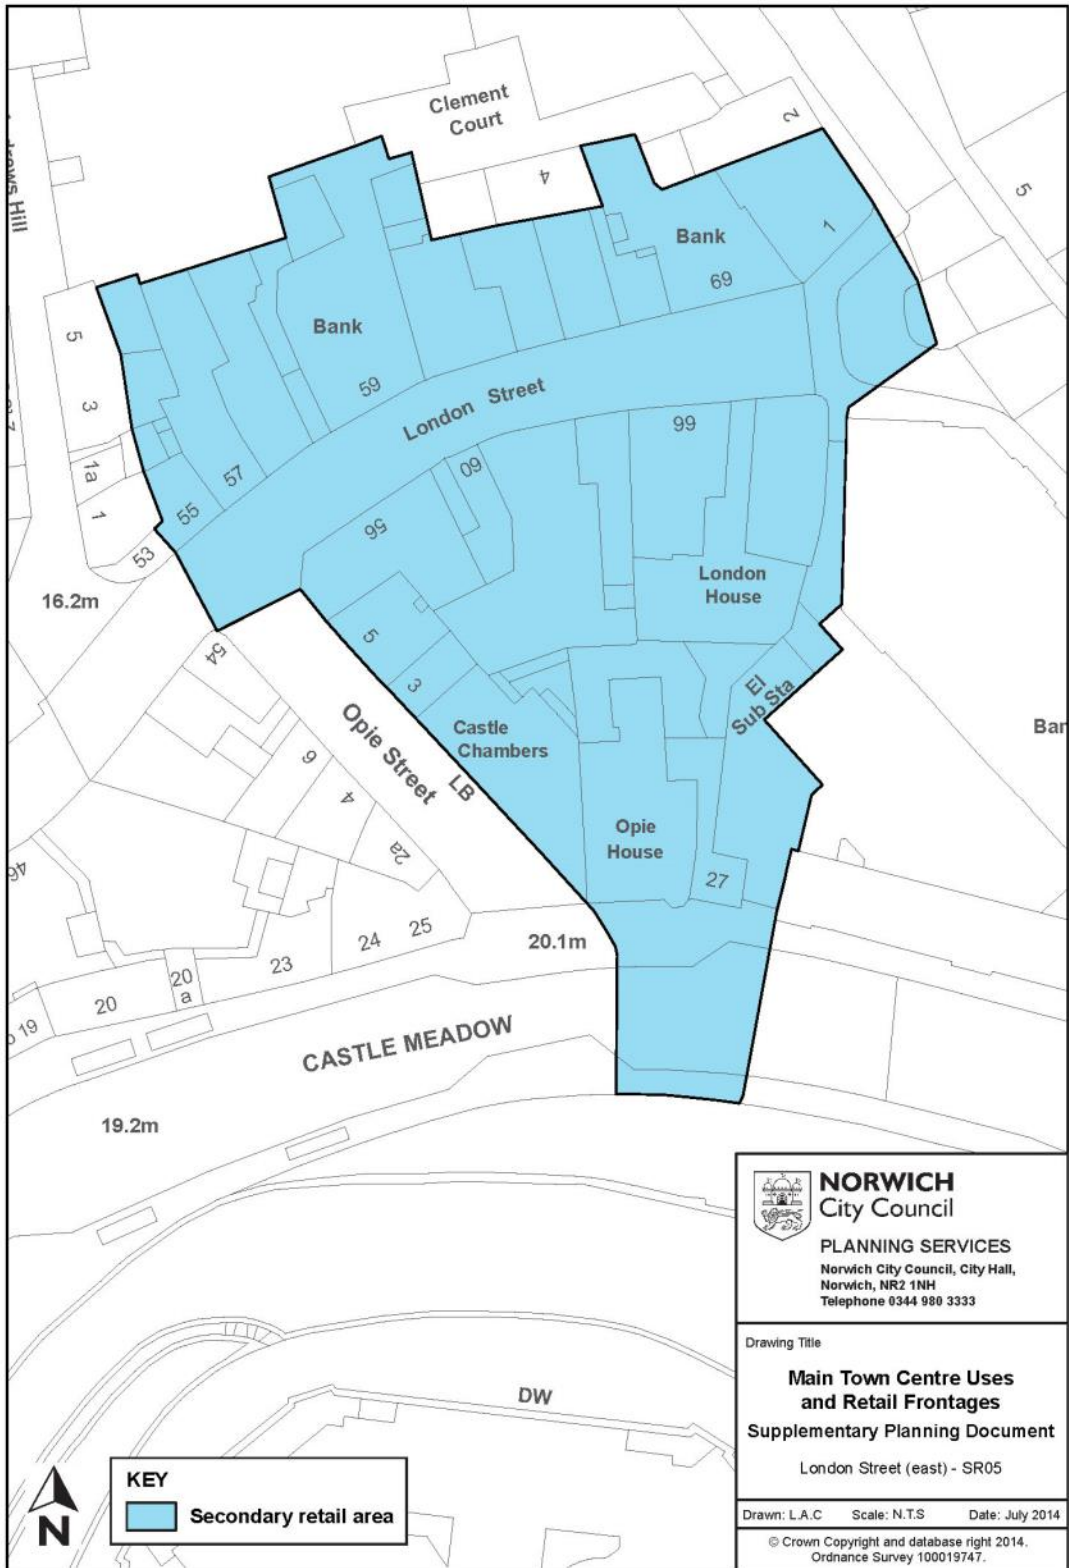 Clement
Court
2
5
4
1
Bank
69
Bank
59
London Street
5
3
1a
1
53
55
57
16.2m
56
60
66
London
House
5
3
El
Sub Sta
Castle
Chambers
Opie Street
LB
Opie
House
27
54
6
4
2a
46
20.1m
25
24
23
20
a
20
19
CASTLE MEADOW
19.2m
DW
KEY
Secondary retail area
N
NORWICH
City Council
PLANNING SERVICES
Norwich City Council, City Hall,
Norwich, NR2 1NH
Telephone 0344 980 3333
Drawing Title
Main Town Centre Uses
and Retail Frontages
Supplementary Planning Document
London Street (east) - SR05
Drawn: L.A.C Scale: N.T.S Date: July 2014
© Crown Copyright and database right 2014.
Ordnance Survey 100019747.